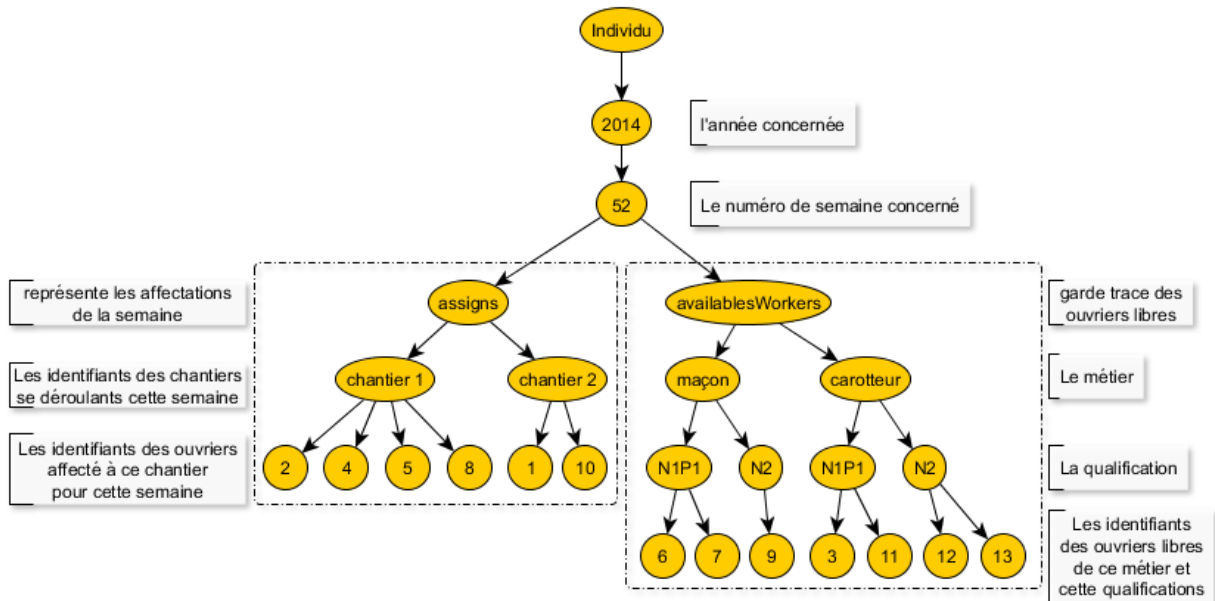 Individu
2014
l'année concernée
52
Le numéro de semaine concerné
représente les affectations
de la semaine
assigns
availablesWorkers
garde trace des
ouvriers libres
Les identifiants des chantiers
se déroulants cette semaine
chantier 1
chantier 2
maçon
carotteur
Le métier
Les identifiants des ouvriers
affecté à ce chantier
pour cette semaine
2
4
5
8
1
10
N1P1
N2
N1P1
N2
La qualification
6
7
9
3
11
12
13
Les identifiants
des ouvriers libres
de ce métier et
cette qualifications